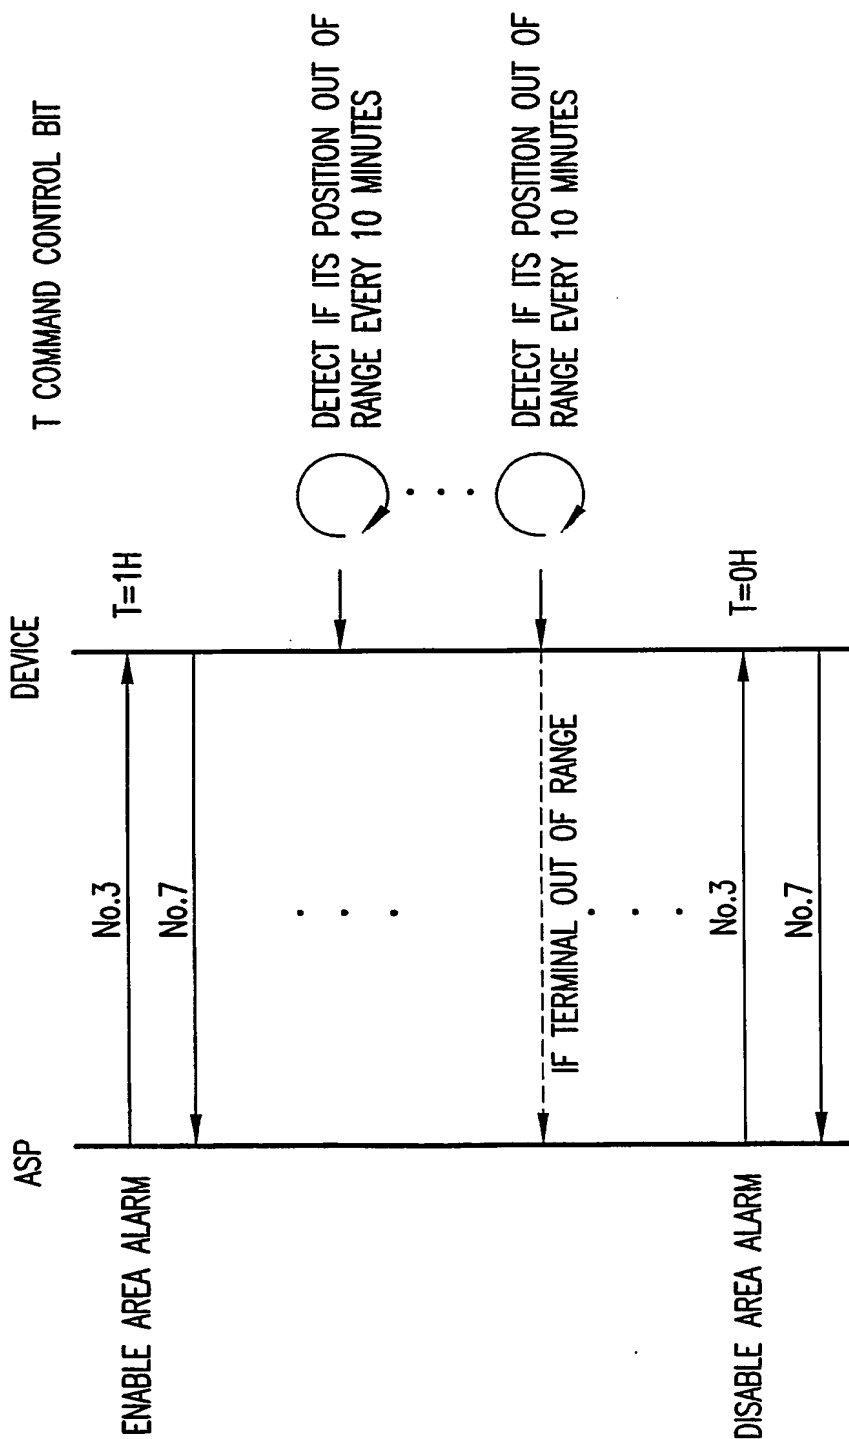 T COMMAND CONTROL BIT
ASP
DEVICE
ENABLE AREA ALARM
No.3
T=1H
No.7
DETECT IF ITS POSITION OUT OF
RANGE EVERY 10 MINUTES
DETECT IF ITS POSITION OUT OF
RANGE EVERY 10 MINUTES
IF TERMINAL OUT OF RANGE
DISABLE AREA ALARM
No.3
T=0H
No.7